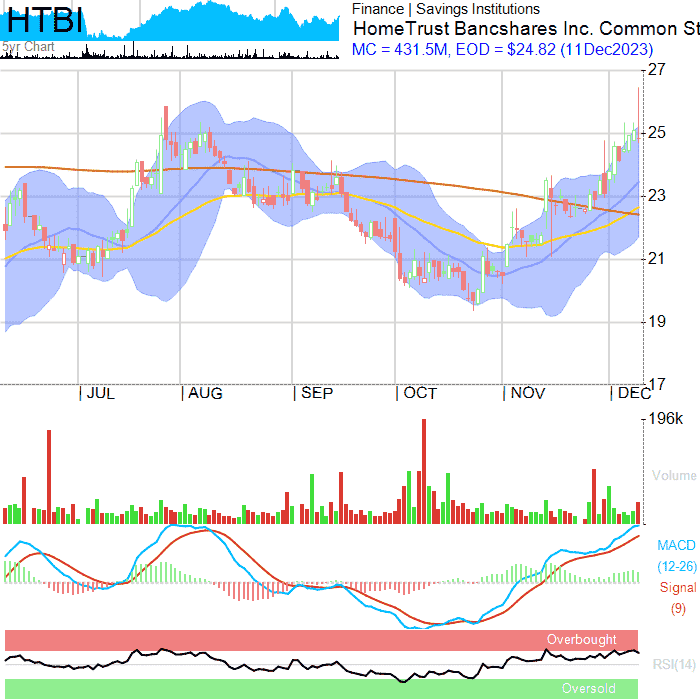 HTBI
5yr Chart
Finance | Savings Institutions
HomeTrust Bancshares Inc. Common St
MC = 431.5M, EOD = $24.82 (11Dec2023)
27
25
23
21
19
17
| JUL | AUG | SEP | OCT | NOV | DEC
196k
Volume
MACD
(12-26)
Signal
(9)
Overbought
RSI(14)
Oversold